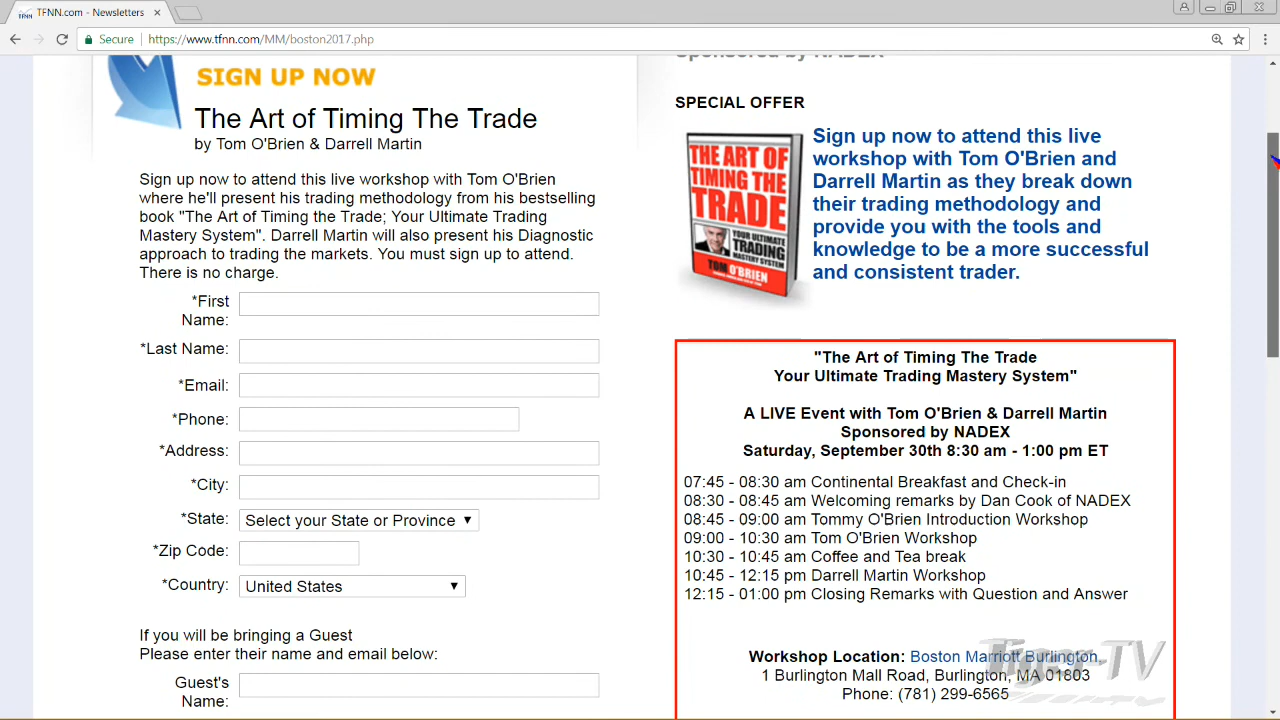 TFNN.com - Newsletters
Secure https://www.tfnn.com/MM/boston2017.php
SIGN UP NOW
The Art of Timing The Trade
by Tom O'Brien & Darrell Martin
Sign up now to attend this live workshop with Tom O'Brien
where he'll present his trading methodology from his bestselling
book "The Art of Timing the Trade; Your Ultimate Trading
Mastery System". Darrell Martin will also present his Diagnostic
approach to trading the markets. You must sign up to attend.
There is no charge.
*First
Name:
*Last Name:
*Email:
*Phone:
*Address:
*City:
*State: Select your State or Province
*Zip Code:
*Country: United States
If you will be bringing a Guest
Please enter their name and email below:
Guest's
Name:
Sponsored by NADEX
SPECIAL OFFER
THE ART OF
TIMING THE
TRADE
YOUR ULTIMATE
TRADING
MASTERY SYSTEM
TOM O'BRIEN
Sign up now to attend this live
workshop with Tom O'Brien and
Darrell Martin as they break down
their trading methodology and
provide you with the tools and
knowledge to be a more successful
and consistent trader.
"The Art of Timing The Trade
Your Ultimate Trading Mastery System"
A LIVE Event with Tom O'Brien & Darrell Martin
Sponsored by NADEX
Saturday, September 30th 8:30 am - 1:00 pm ET
07:45 - 08:30 am Continental Breakfast and Check-in
08:30 - 08:45 am Welcoming remarks by Dan Cook of NADEX
08:45 - 09:00 am Tommy O'Brien Introduction Workshop
09:00 - 10:30 am Tom O'Brien Workshop
10:30 - 10:45 am Coffee and Tea break
10:45 - 12:15 pm Darrell Martin Workshop
12:15 - 01:00 pm Closing Remarks with Question and Answer
Workshop Location: Boston Marriott Burlington,
1 Burlington Mall Road, Burlington, MA 01803
Phone: (781) 299-6565
Tiger-TV